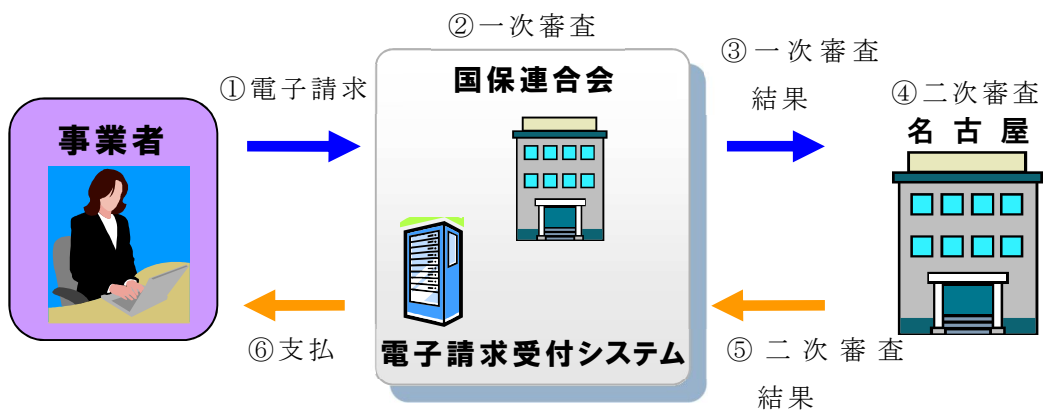 ②一次審査
国保連合会
③一次審査
結果
①電子請求
④二次審査
名古屋
事業者
⑥支払
電子請求受付システム
⑤二次審査
結果